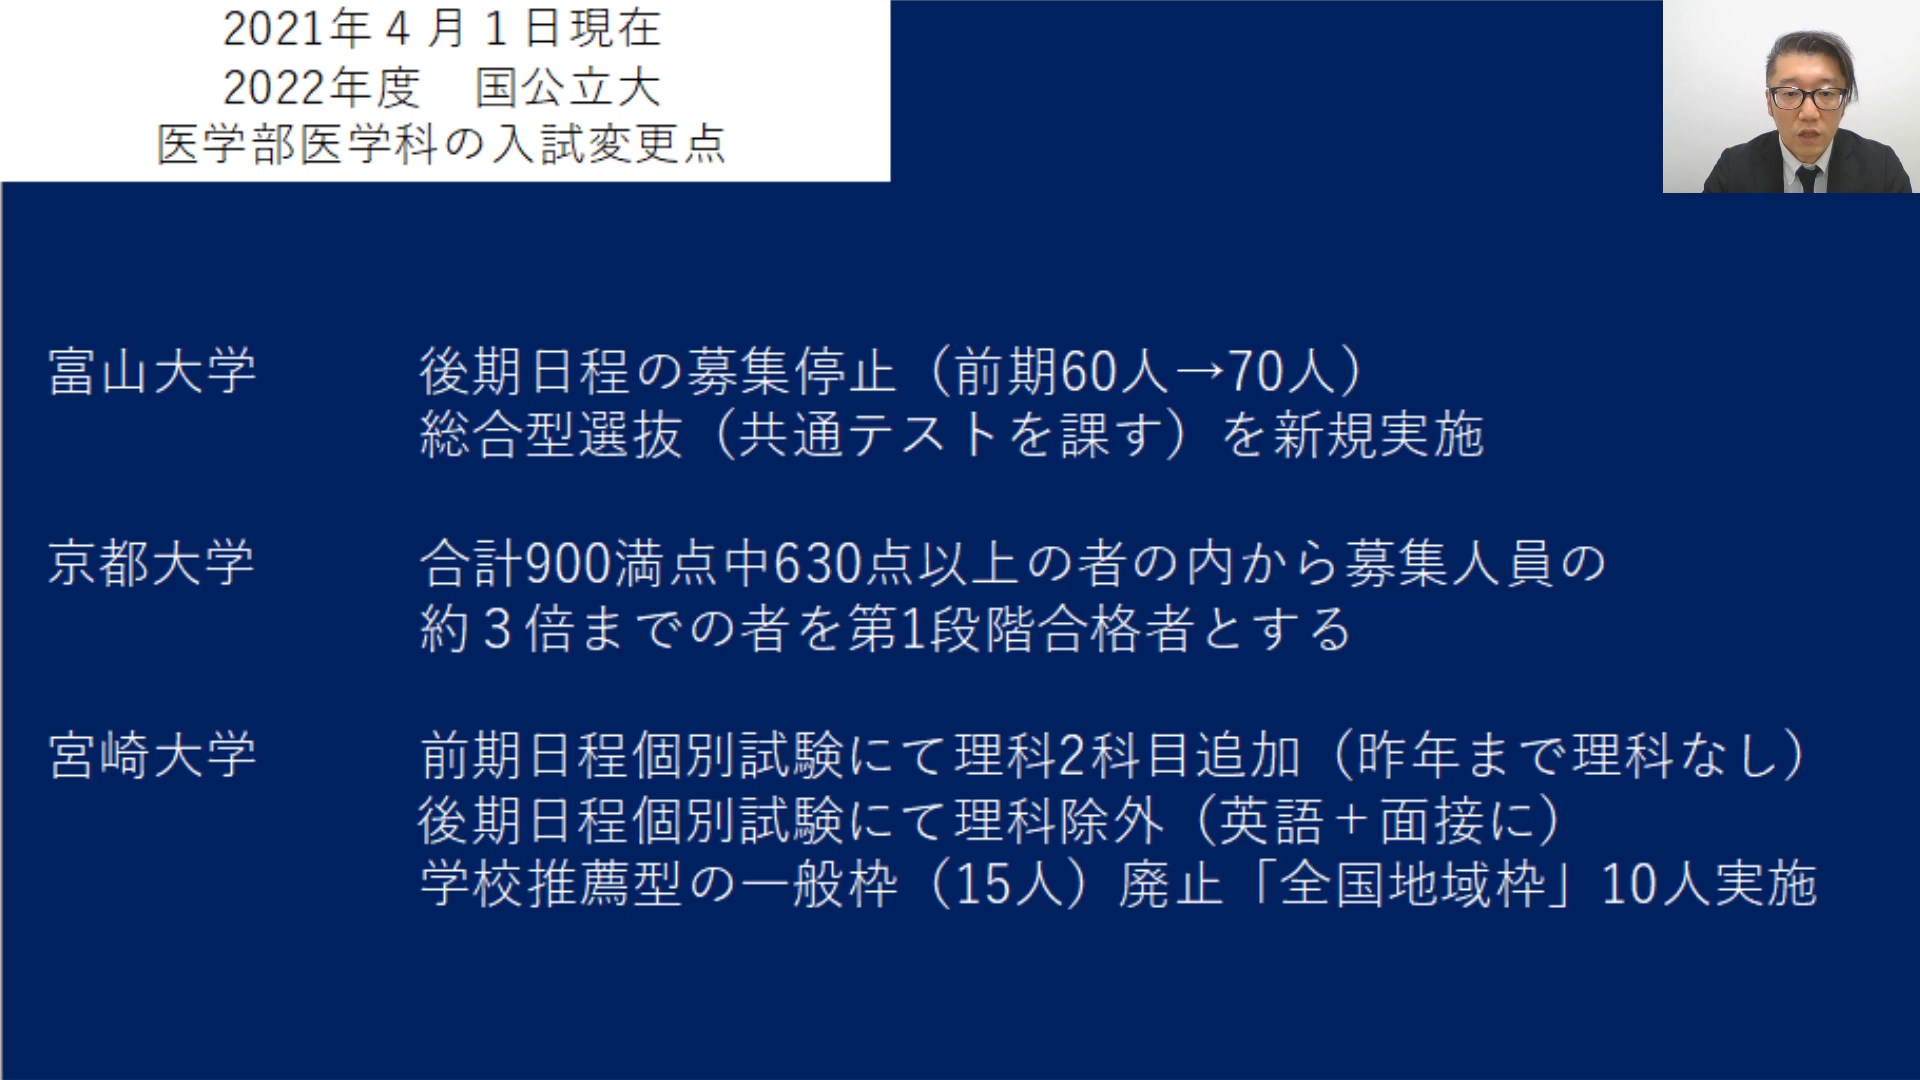 2021年４月１日現在
2022年度　国公立大
医学部医学科の入試変更点
富山大学　後期日程の募集停止（前期60人→70人）
総合型選抜（共通テストを課す）を新規実施
京都大学　合計900満点中630点以上の者の内から募集人員の
約３倍までの者を第1段階合格者とする
宮崎大学　前期日程個別試験にて理科2科目追加（昨年まで理科なし）
後期日程個別試験にて理科除外（英語＋面接に）
学校推薦型の一般枠（15人）廃止「全国地域枠」10人実施